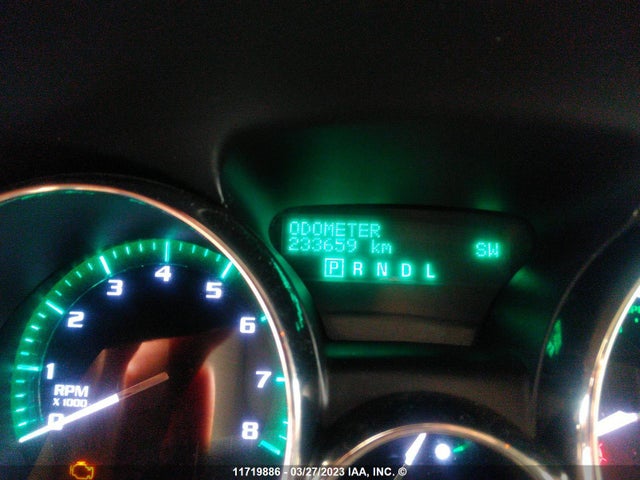 ODOMETER
233659 km
SW
P R N D L
0
1
2
3
4
5
6
7
8
RPM
X 1000
11719886 - 03/27/2023 IAA, INC. ©